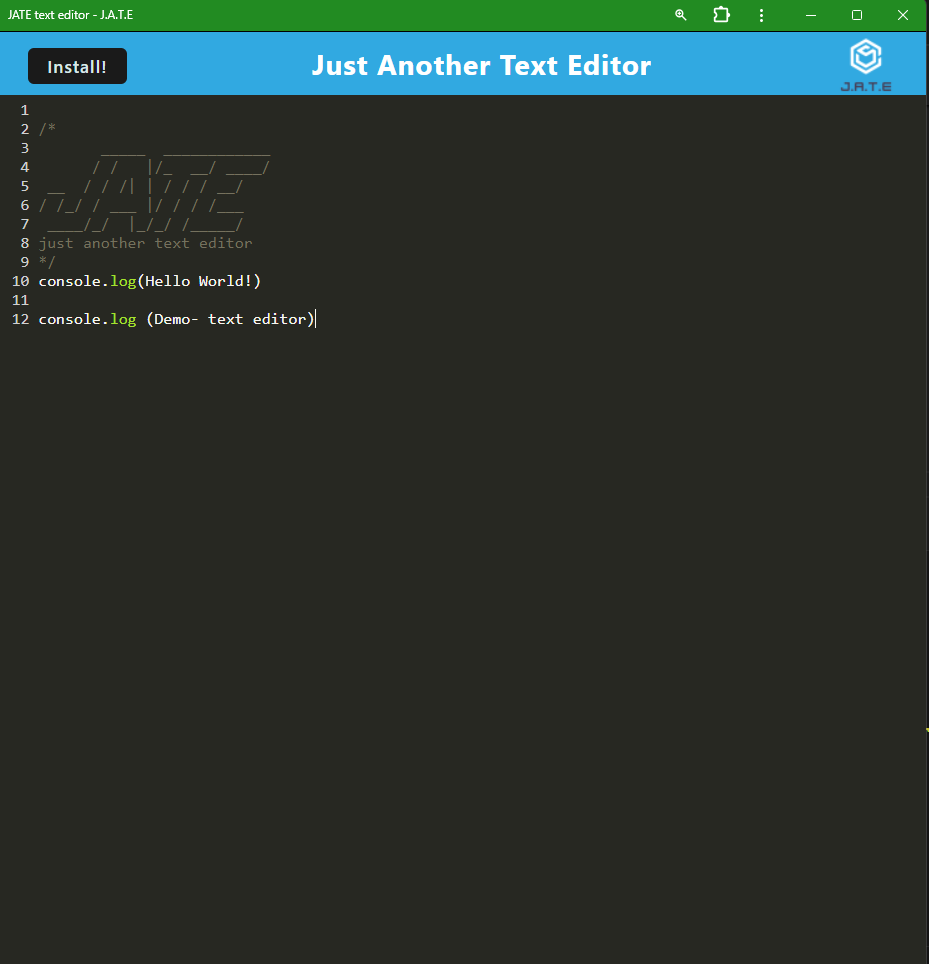 JATE text editor - J.A.T.E
Install!
Just Another Text Editor
J.A.T.E
1
2 /*
3        _____  ____________
4       / /   |/_  __/ ____/
5  __  / / /| | / / / __/
6 / /_/ / ___ |/ / / /___
7  ____/_/  |_/_/ /_____/
8 just another text editor
9 */
10 console.log(Hello World!)
11
12 console.log (Demo- text editor)